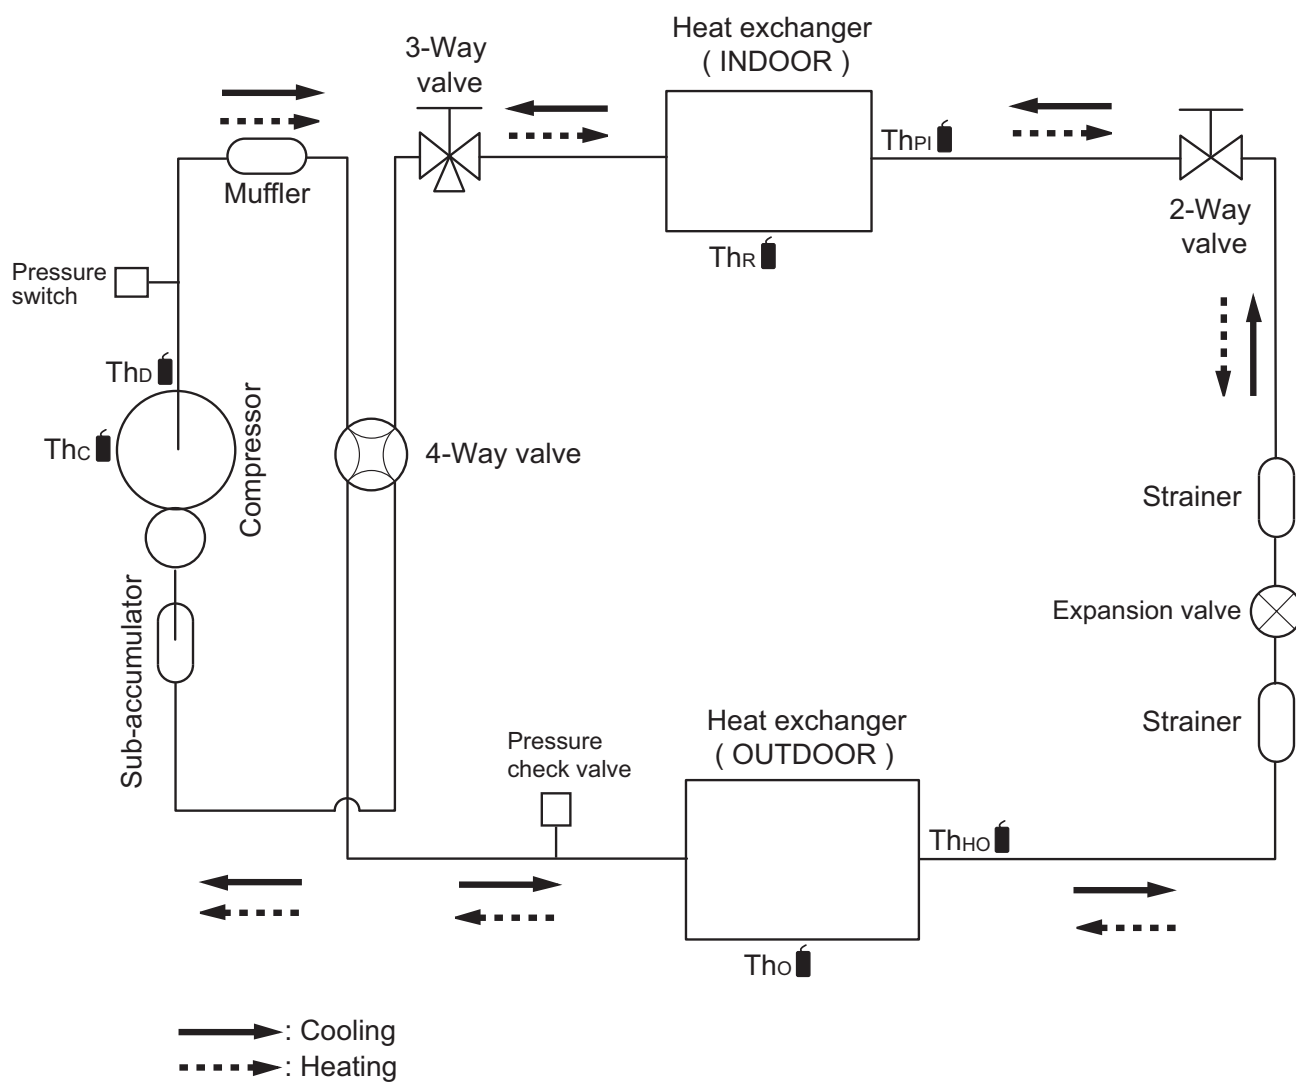 Heat exchanger
( INDOOR )
3-Way
valve
ThPI
Muffler
2-Way
valve
ThR
Pressure
switch
ThD
ThC
Compressor
4-Way valve
Strainer
Expansion valve
Sub-accumulator
Strainer
Heat exchanger
( OUTDOOR )
Pressure
check valve
ThHO
ThO
: Cooling
: Heating